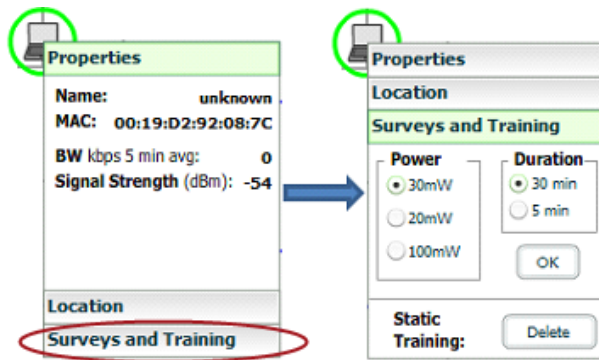 Properties
Name: unknown
MAC: 00:19:D2:92:08:7C
BW kbps 5 min avg: 0
Signal Strength (dBm): -54
Location
Surveys and Training
Properties
Location
Surveys and Training
Power
30mW
20mW
100mW
Duration
30 min
5 min
OK
Static
Training:
Delete